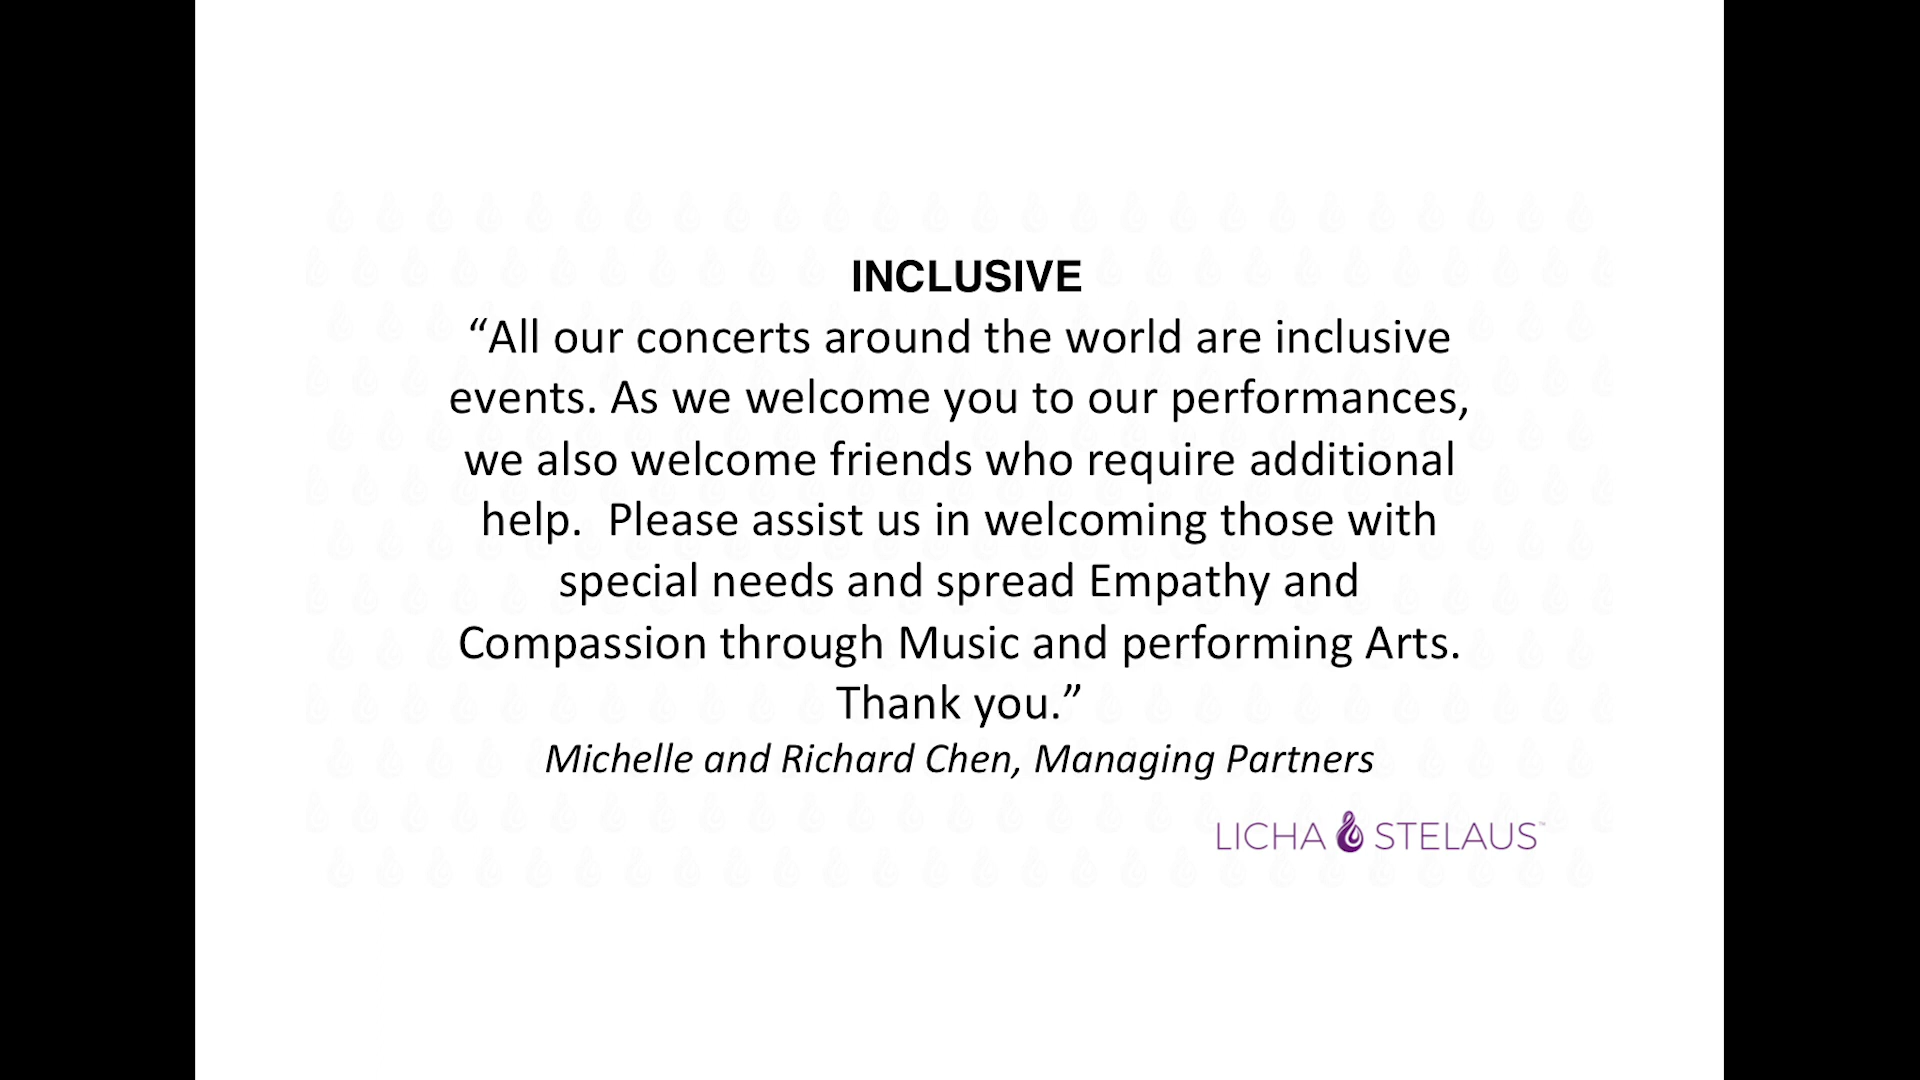 INCLUSIVE
“All our concerts around the world are inclusive
events. As we welcome you to our performances,
we also welcome friends who require additional
help.  Please assist us in welcoming those with
special needs and spread Empathy and
Compassion through Music and performing Arts.
Thank you.”
Michelle and Richard Chen, Managing Partners
LICHA STELAUS™